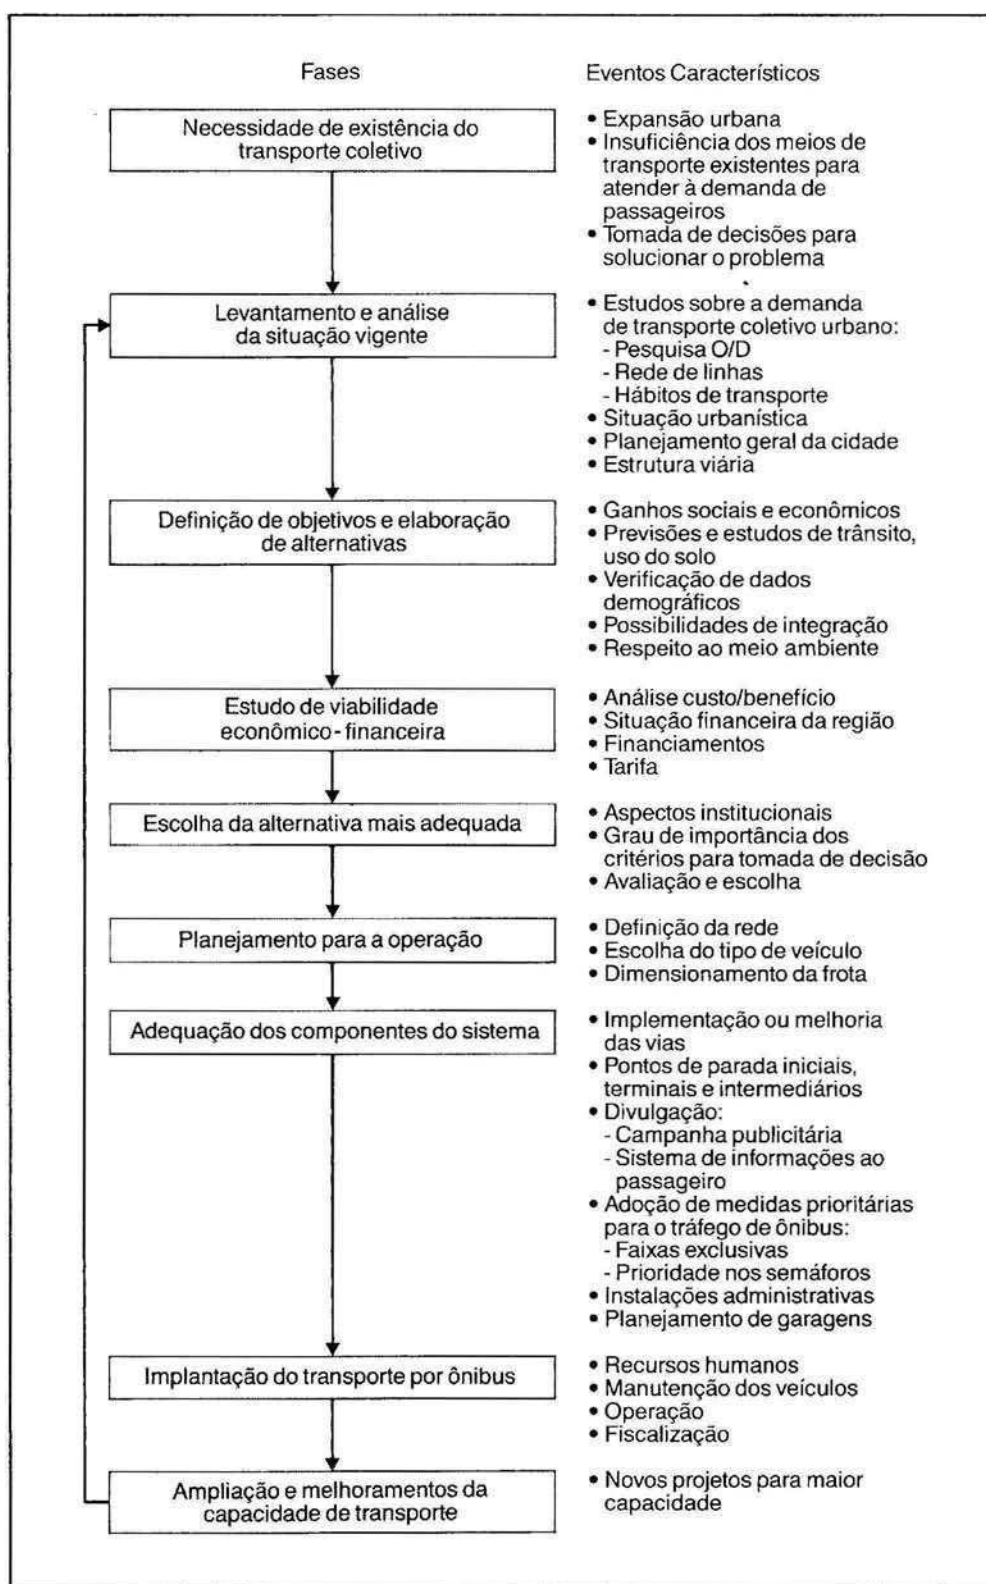 Fases
Eventos Característicos
Necessidade de existência do
transporte coletivo
• Expansão urbana
• Insuficiência dos meios de
transporte existentes para
atender à demanda de
passageiros
• Tomada de decisões para
solucionar o problema
Levantamento e análise
da situação vigente
• Estudos sobre a demanda
de transporte coletivo urbano:
- Pesquisa O/D
- Rede de linhas
- Hábitos de transporte
• Situação urbanística
• Planejamento geral da cidade
• Estrutura viária
Definição de objetivos e elaboração
de alternativas
• Ganhos sociais e econômicos
• Previsões e estudos de trânsito,
uso do solo
• Verificação de dados
demográficos
• Possibilidades de integração
• Respeito ao meio ambiente
Estudo de viabilidade
econômico - financeira
• Análise custo/benefício
• Situação financeira da região
• Financiamentos
• Tarifa
Escolha da alternativa mais adequada
• Aspectos institucionais
• Grau de importância dos
critérios para tomada de decisão
• Avaliação e escolha
Planejamento para a operação
• Definição da rede
• Escolha do tipo de veículo
• Dimensionamento da frota
Adequação dos componentes do sistema
• Implementação ou melhoria
das vias
• Pontos de parada iniciais,
terminais e intermediários
• Divulgação:
- Campanha publicitária
- Sistema de informações ao
passageiro
• Adoção de medidas prioritárias
para o tráfego de ônibus:
- Faixas exclusivas
- Prioridade nos semáforos
• Instalações administrativas
• Planejamento de garagens
Implantação do transporte por ônibus
• Recursos humanos
• Manutenção dos veículos
• Operação
• Fiscalização
Ampliação e melhoramentos da
capacidade de transporte
• Novos projetos para maior
capacidade